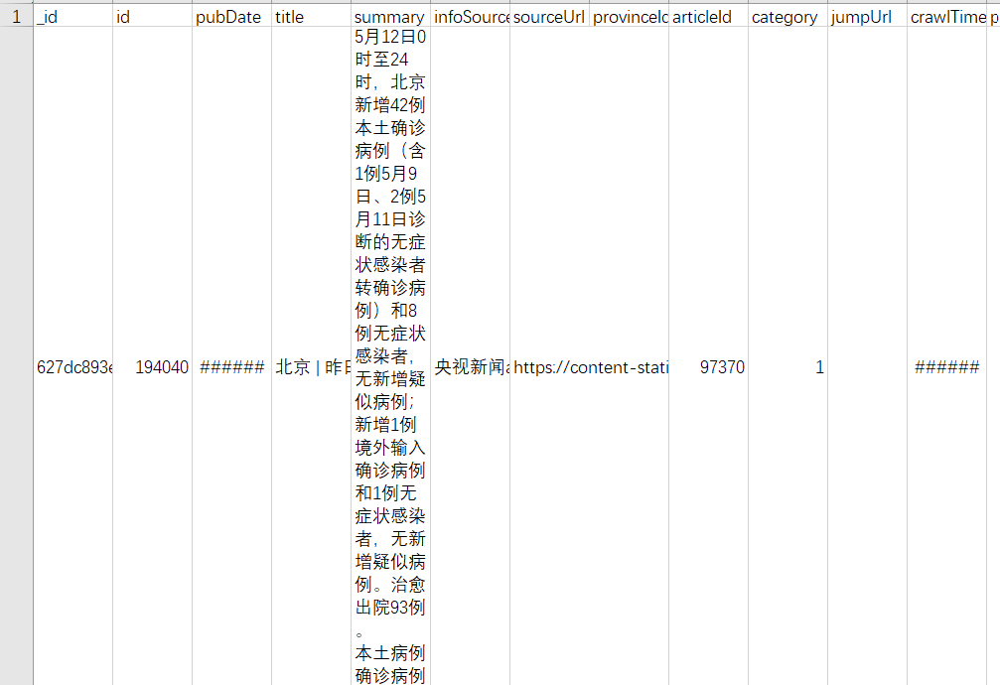 1 _id id pubDate title summary infoSource sourceUrl provinceId articleId category jumpUrl crawlTime p
5月12日0
时至24
时，北京
新增42例
本土确诊
病例（含
1例5月9
日、2例5
月11日诊
断的无症
状感染者
转确诊病
例）和8
例无症状
感染者，
无新增疑
似病例；
新增1例
境外输入
确诊病例
和1例无
症状感染
者，无新
增疑似病
例。治愈
出院93例
。
本土病例
确诊病例
627dc893e 194040 ###### 北京 | 昨日 央视新闻a https://content-stati 97370 1 ######